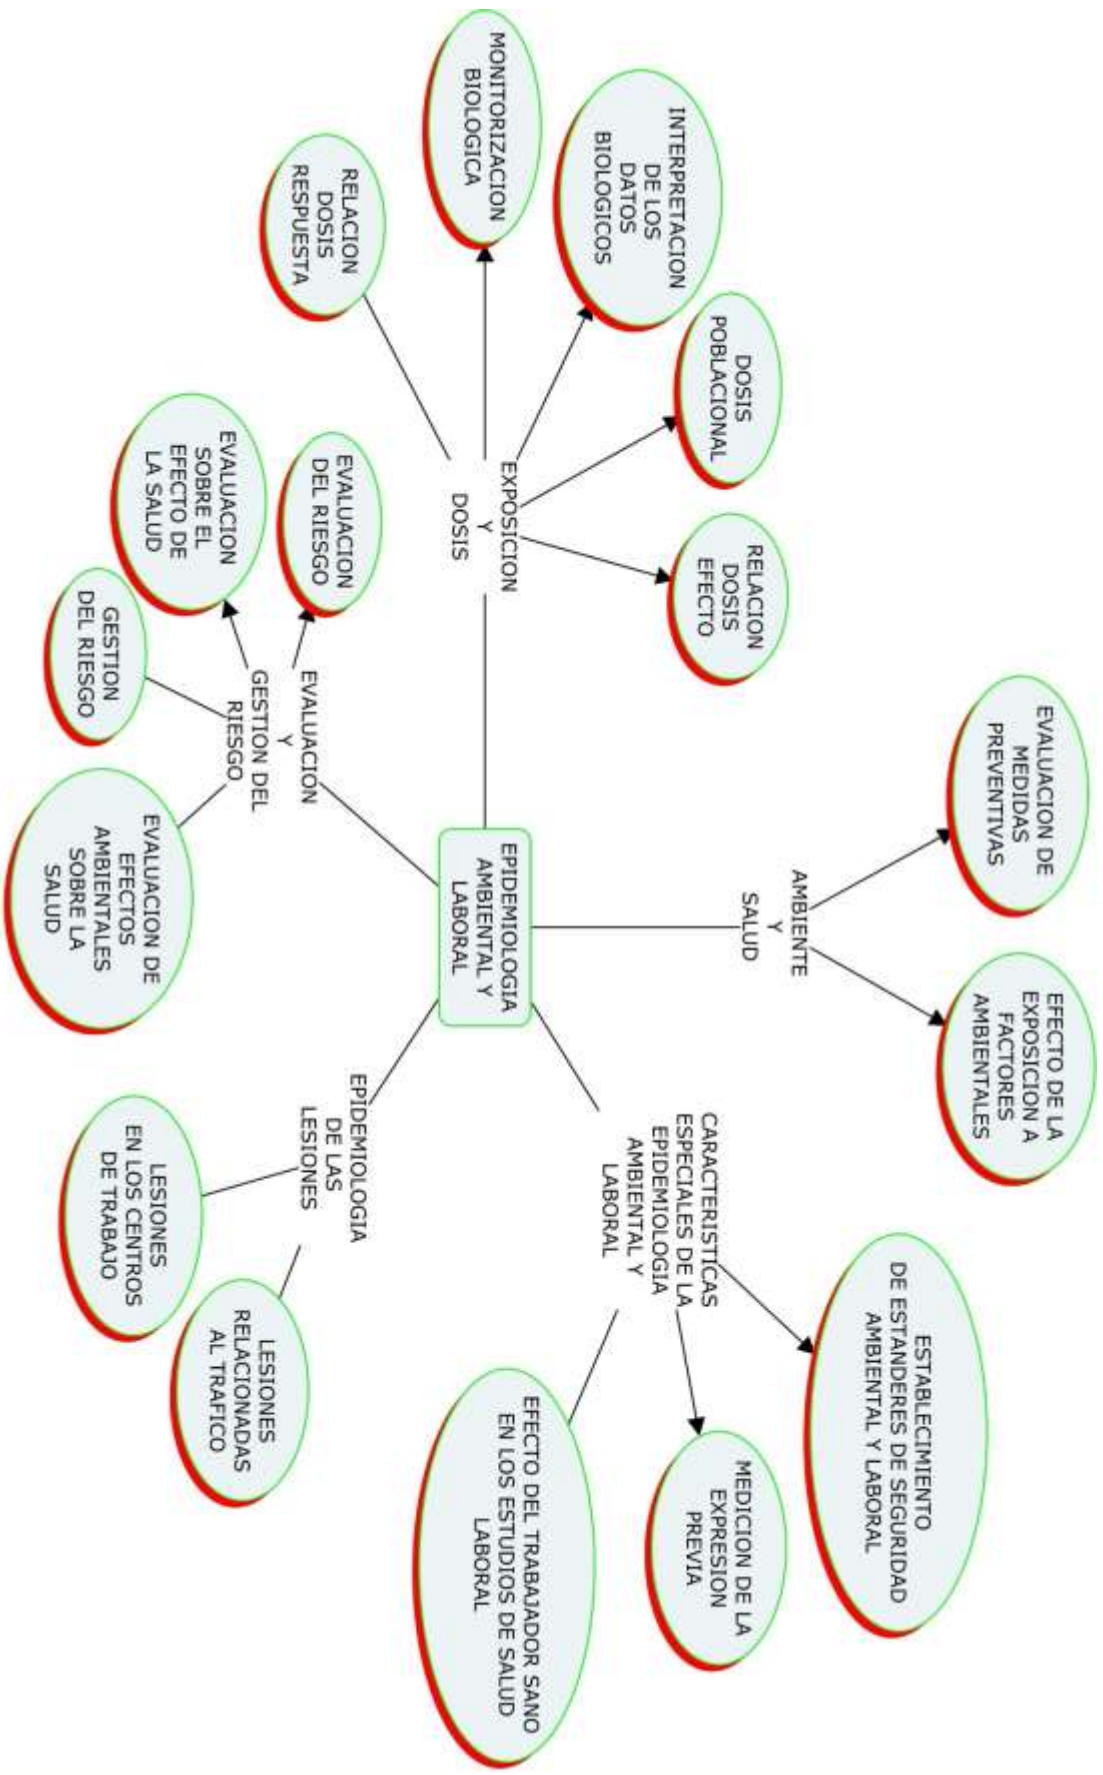 EVALUACION DE
MEDIDAS
PREVENTIVAS
EFECTO DE LA
EXPOSICION A
FACTORES
AMBIENTALES
AMBIENTE
Y
SALUD
ESTABLECIMIENTO
DE ESTANDERES DE SEGURIDAD
AMBIENTAL Y LABORAL
MEDICION DE LA
EXPRESION
PREVIA
EFECTO DEL TRABAJADOR SANO
EN LOS ESTUDIOS DE SALUD
LABORAL
CARACTERISTICAS
ESPECIALES DE LA
EPIDEMIOLOGIA
AMBIENTAL Y
LABORAL
INTERPRETACION
DE LOS
DATOS
BIOLOGICOS
DOSIS
POBLACIONAL
RELACION
DOSIS
EFECTO
MONITORIZACION
BIOLOGICA
RELACION
DOSIS
RESPUESTA
EXPOSICION
Y
DOSIS
EPIDEMIOLOGIA
AMBIENTAL Y
LABORAL
EVALUACION
DEL RIESGO
EVALUACION
SOBRE EL
EFECTO DE
LA SALUD
EVALUACION
Y
GESTION DEL
RIESGO
GESTION
DEL RIESGO
EVALUACION DE
EFECTOS
AMBIENTALES
SOBRE LA
SALUD
EPIDEMIOLOGIA
DE LAS
LESIONES
LESIONES
EN LOS CENTROS
DE TRABAJO
LESIONES
RELACIONADAS
AL TRAFICO